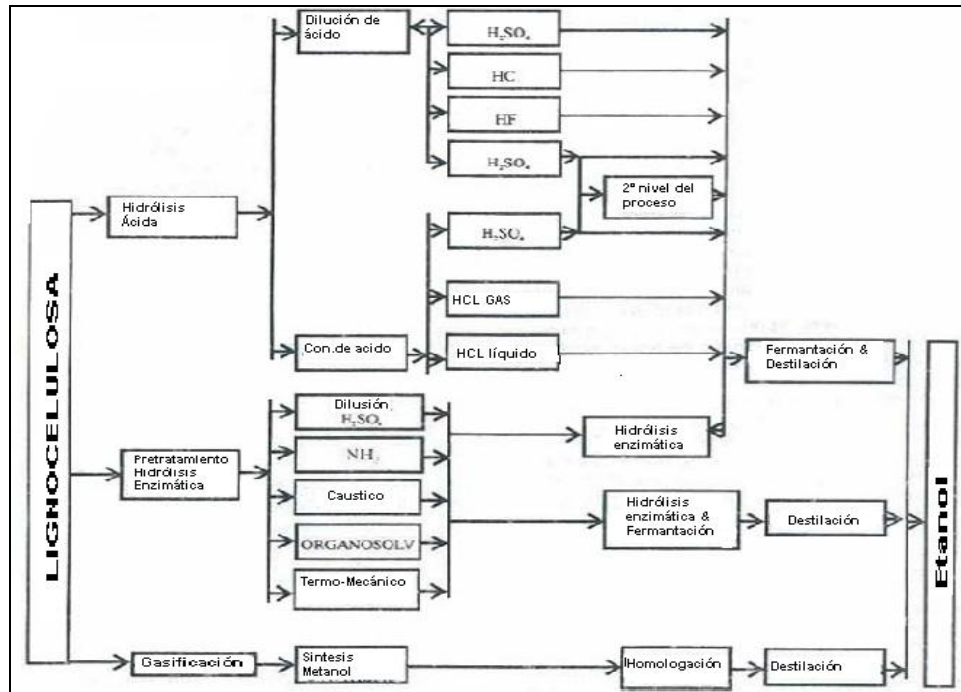 LIGNOCELULOSA
Hidrólisis
Ácida
Dilución de
ácido
H₂SO₄
HC
HF
H₂SO₄
2º nivel del
proceso
H₂SO₄
HCL GAS
Con.de acido
HCL líquido
Fermantación &
Destilación
Pretratamiento
Hidrólisis
Enzimática
Dilusión
H₂SO₄
NH₃
Caustico
ORGANOSOLV
Termo-Mecánico
Hidrólisis
enzimática
Hidrólisis
enzimática &
Fermantación
Destilación
Gasificación
Sintesis
Metanol
Homologación
Destilación
Etanol